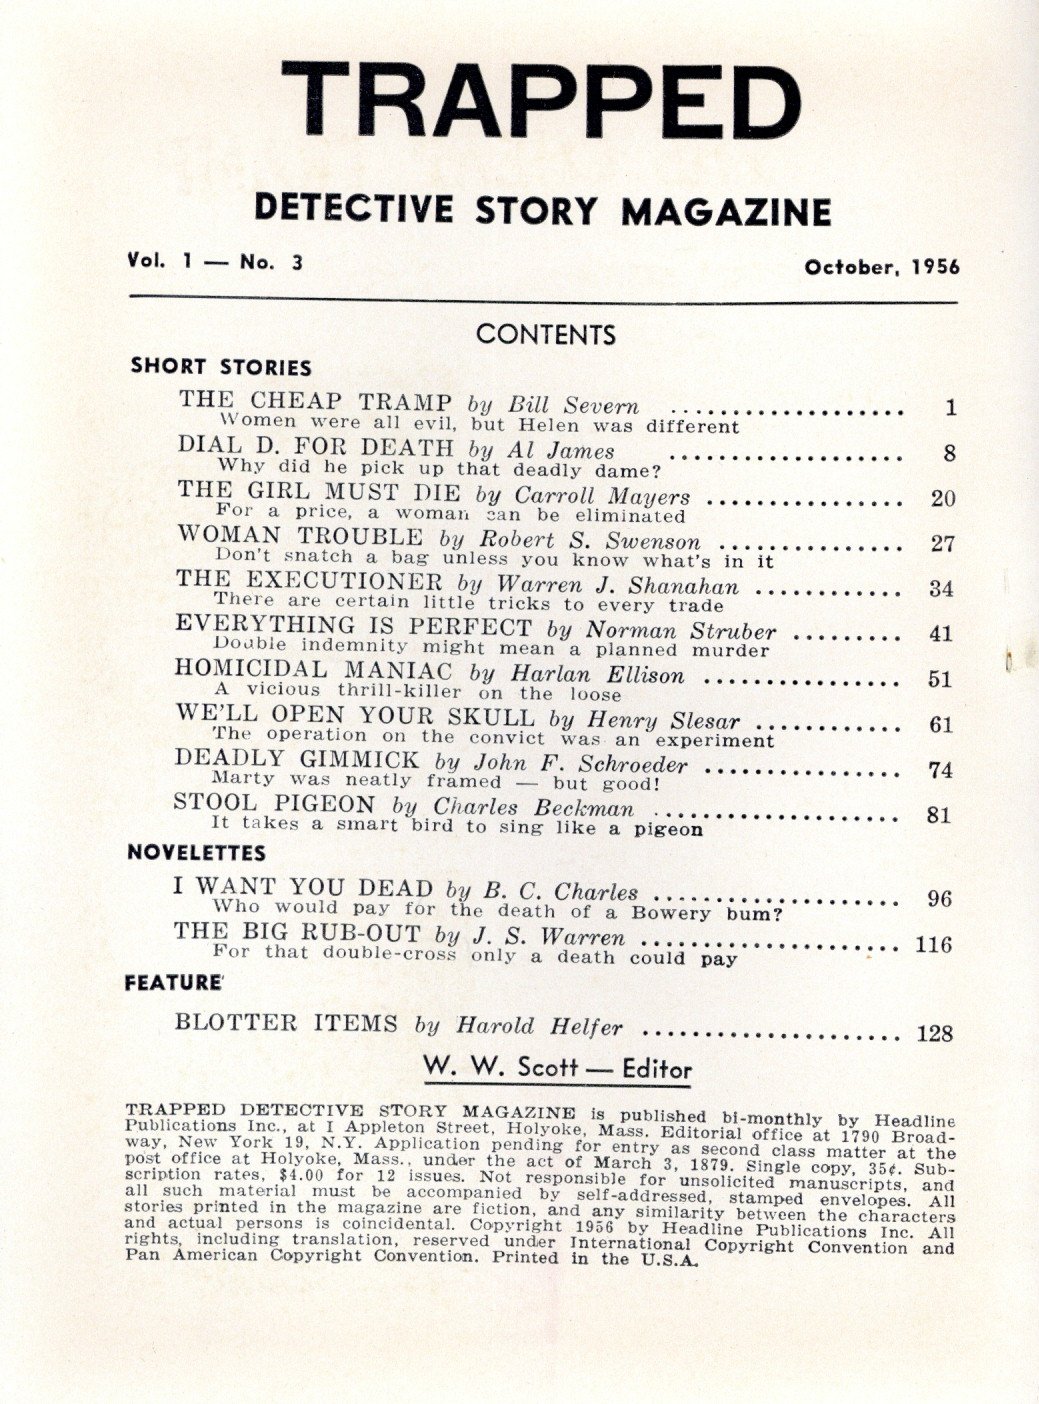 TRAPPED
DETECTIVE STORY MAGAZINE
Vol. 1 — No. 3 October, 1956
CONTENTS
SHORT STORIES
THE CHEAP TRAMP by Bill Severn ................... 1
Women were all evil, but Helen was different
DIAL D. FOR DEATH by Al James ................... 8
Why did he pick up that deadly dame?
THE GIRL MUST DIE by Carroll Mayers ................ 20
For a price, a woman can be eliminated
WOMAN TROUBLE by Robert S. Swenson ............... 27
Don't snatch a bag unless you know what's in it
THE EXECUTIONER by Warren J. Shanahan ............ 34
There are certain little tricks to every trade
EVERYTHING IS PERFECT by Norman Struber ......... 41
Double indemnity might mean a planned murder
HOMICIDAL MANIAC by Harlan Ellison ................ 51
A vicious thrill-killer on the loose
WE'LL OPEN YOUR SKULL by Henry Slesar ............ 61
The operation on the convict was an experiment
DEADLY GIMMICK by John F. Schroeder ................ 74
Marty was neatly framed — but good!
STOOL PIGEON by Charles Beckman .................... 81
It takes a smart bird to sing like a pigeon
NOVELETTES
I WANT YOU DEAD by B. C. Charles .................... 96
Who would pay for the death of a Bowery bum?
THE BIG RUB-OUT by J. S. Warren ..................... 116
For that double-cross only a death could pay
FEATURE
BLOTTER ITEMS by Harold Helfer ..................... 128
W. W. Scott — Editor
TRAPPED DETECTIVE STORY MAGAZINE is published bi-monthly by Headline
Publications Inc., at I Appleton Street, Holyoke, Mass. Editorial office at 1790 Broad-
way, New York 19, N.Y. Application pending for entry as second class matter at the
post office at Holyoke, Mass., under the act of March 3, 1879. Single copy, 35¢. Sub-
scription rates, $4.00 for 12 issues. Not responsible for unsolicited manuscripts, and
all such material must be accompanied by self-addressed, stamped envelopes. All
stories printed in the magazine are fiction, and any similarity between the characters
and actual persons is coincidental. Copyright 1956 by Headline Publications Inc. All
rights, including translation, reserved under International Copyright Convention and
Pan American Copyright Convention. Printed in the U.S.A.